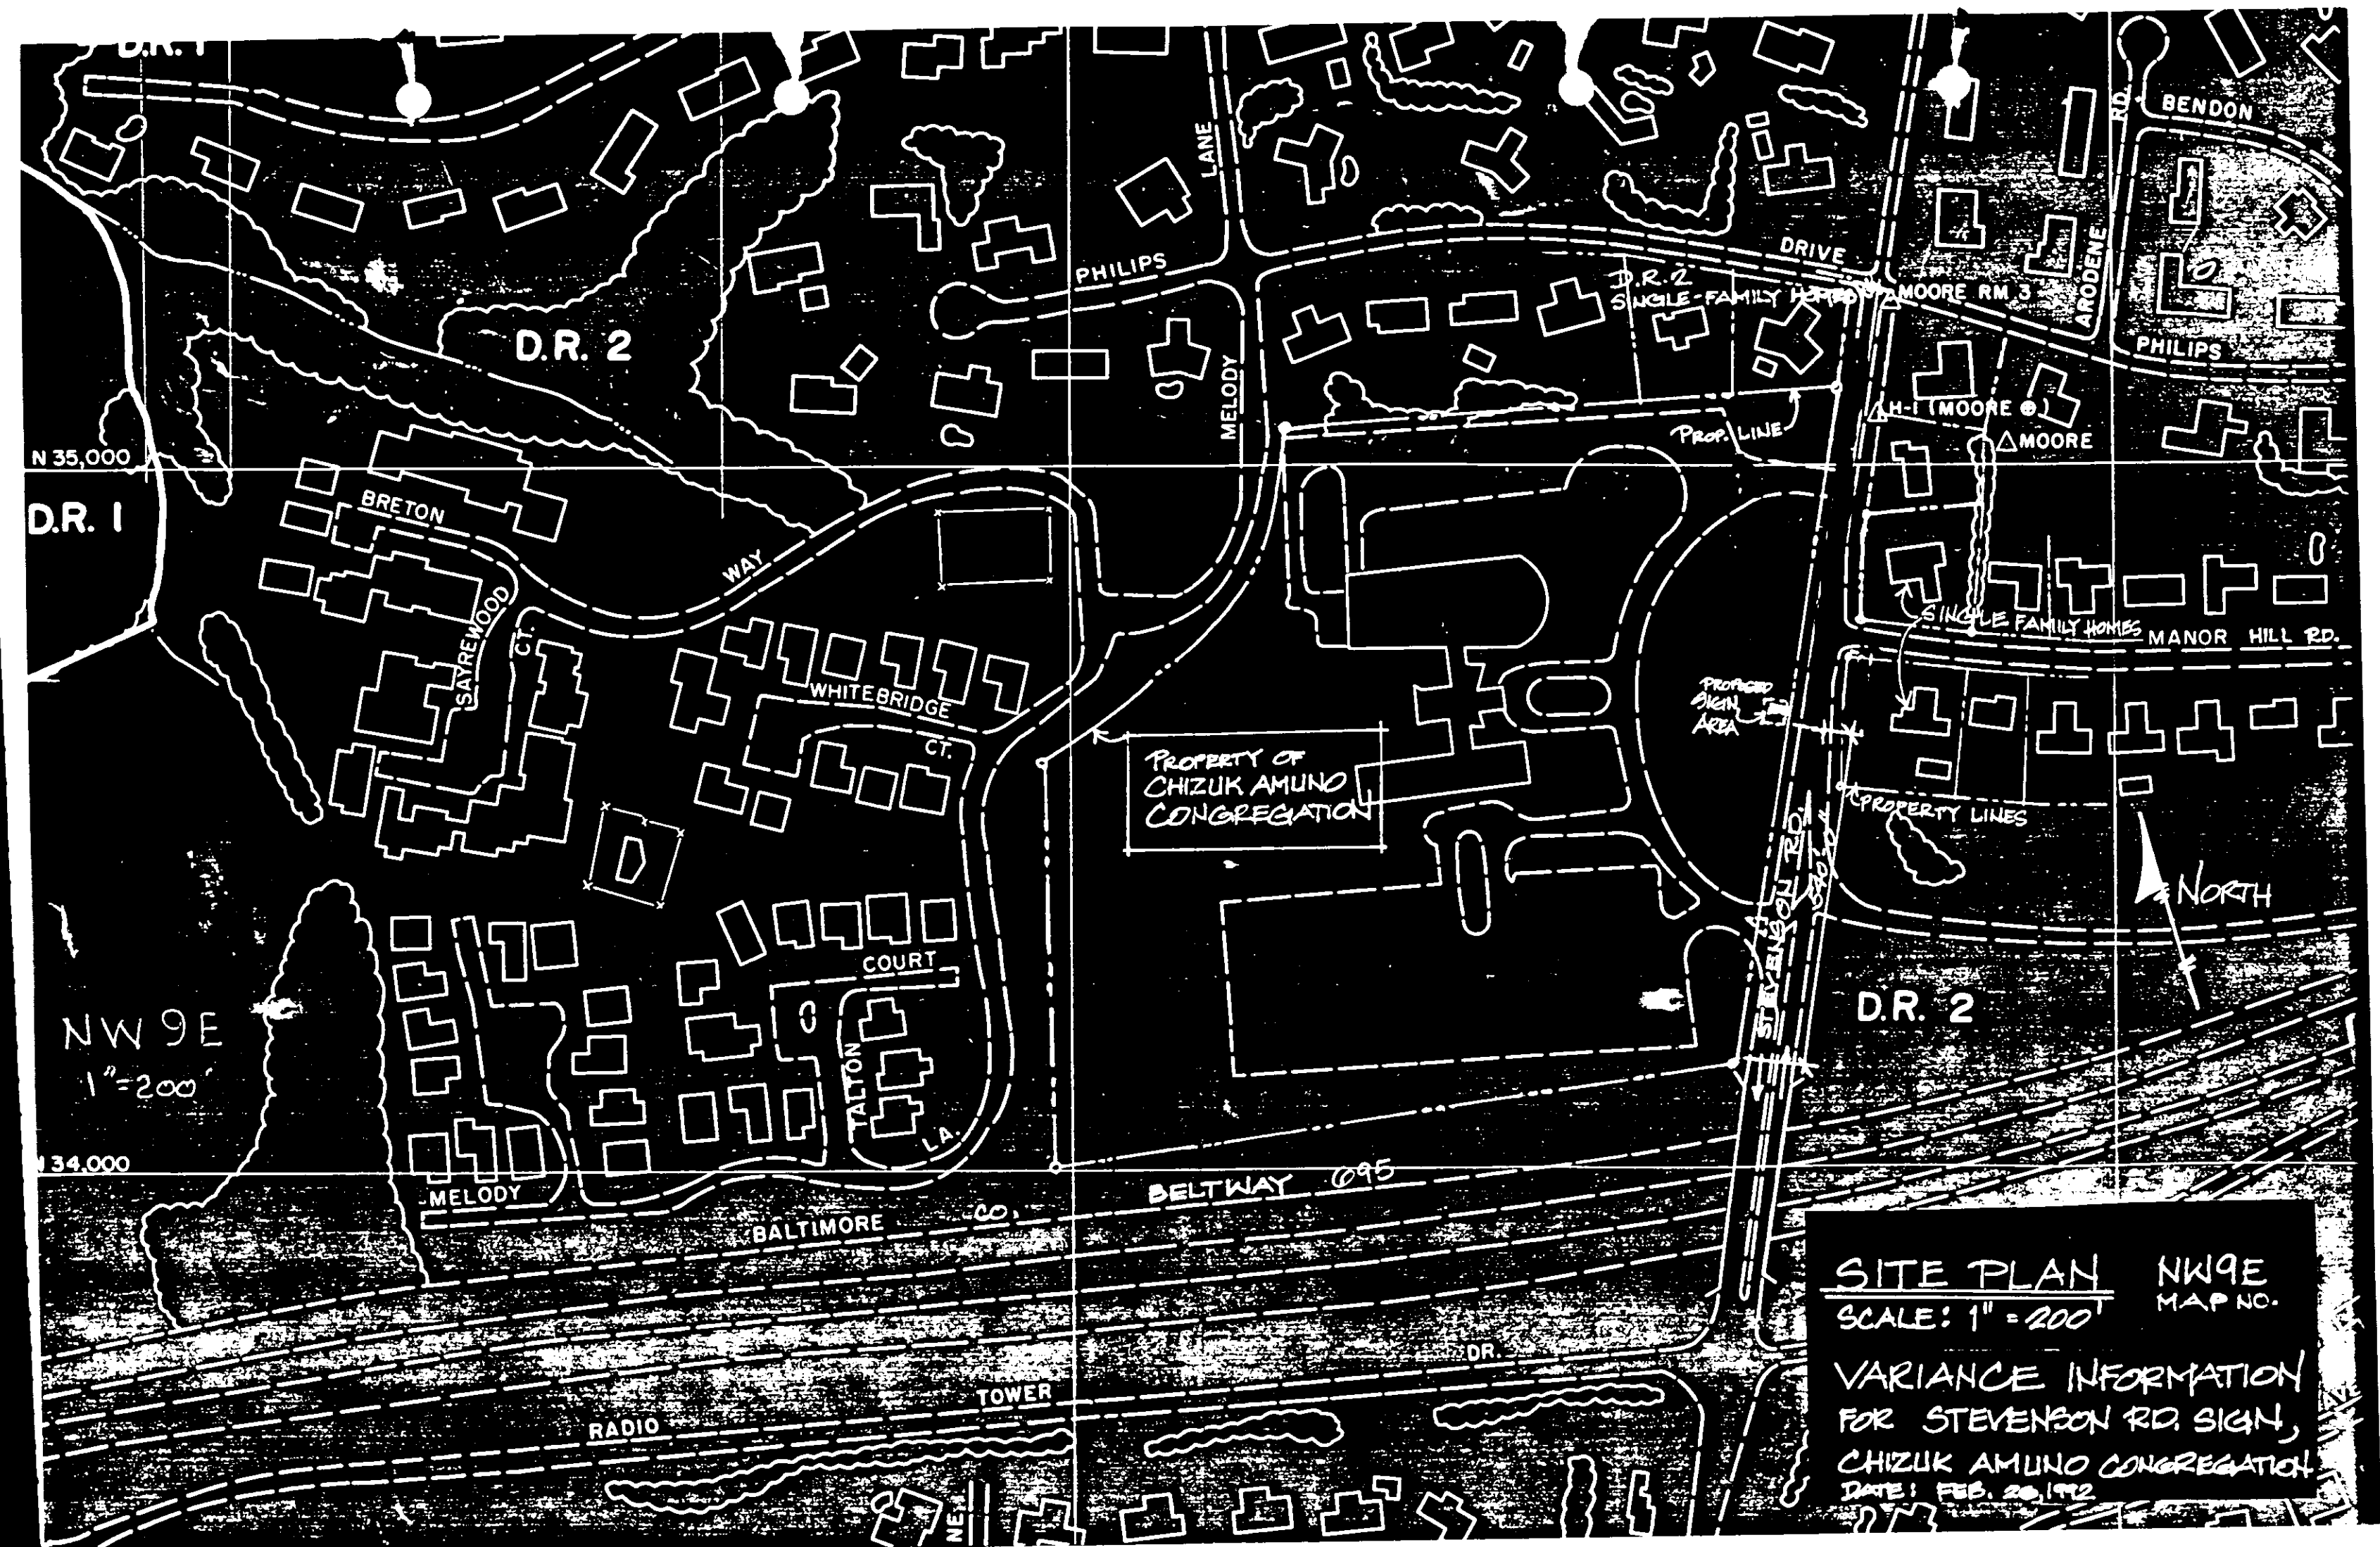 D.R. 1
LANE
RD.
BENDON
PHILIPS
DRIVE
D.R. 2
SINGLE-FAMILY HOMES
MOORE RM 3
ARODENE
PHILIPS
D.R. 2
MELODY
H-1 (MOORE ⊕)
MOORE
PROP. LINE
N 35,000
D.R. 1
BRETON
WAY
SAYREWOOD
CT.
SINGLE FAMILY HOMES
MANOR HILL RD.
WHITEBRIDGE
CT.
PROPOSED
SIGN
AREA
PROPERTY OF
CHIZUK AMUNO
CONGREGATION
PROPERTY LINES
STEVENSON RD.
NORTH
COURT
D.R. 2
NW 9E
1"=200'
TALTON
LA.
34,000
MELODY
BALTIMORE CO. BELTWAY 695
SITE PLAN NW9E
MAP NO.
SCALE: 1" = 200'
VARIANCE INFORMATION
FOR STEVENSON RD. SIGN,
CHIZUK AMUNO CONGREGATION
DATE: FEB. 26, 1992
RADIO TOWER DR.